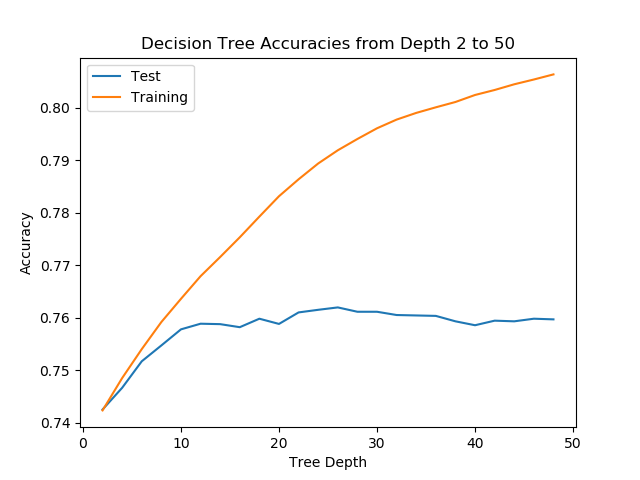 Decision Tree Accuracies from Depth 2 to 50
Test
Training
0.80
0.79
0.78
0.77
0.76
0.75
0.74
Accuracy
0 10 20 30 40 50
Tree Depth